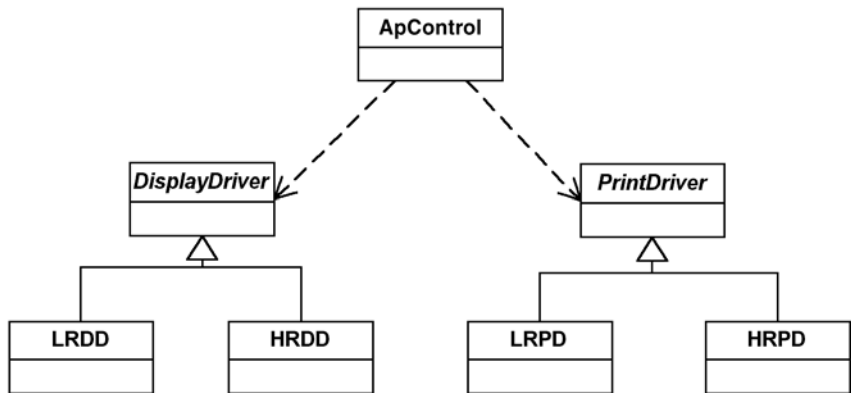 ApControl
DisplayDriver
PrintDriver
LRDD
HRDD
LRPD
HRPD